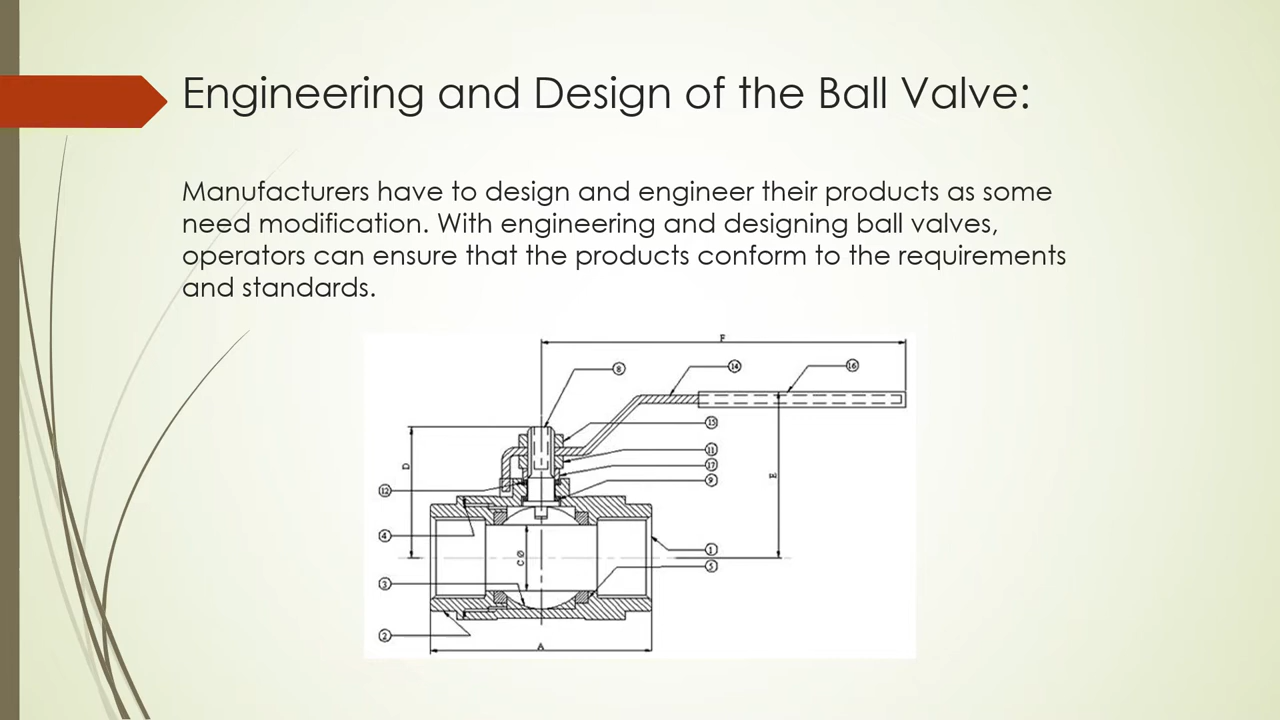 Engineering and Design of the Ball Valve:
Manufacturers have to design and engineer their products as some
need modification. With engineering and designing ball valves,
operators can ensure that the products conform to the requirements
and standards.
F
8
14
16
15
D
11
17
9
E
12
4
C Ø
1
5
3
2
A